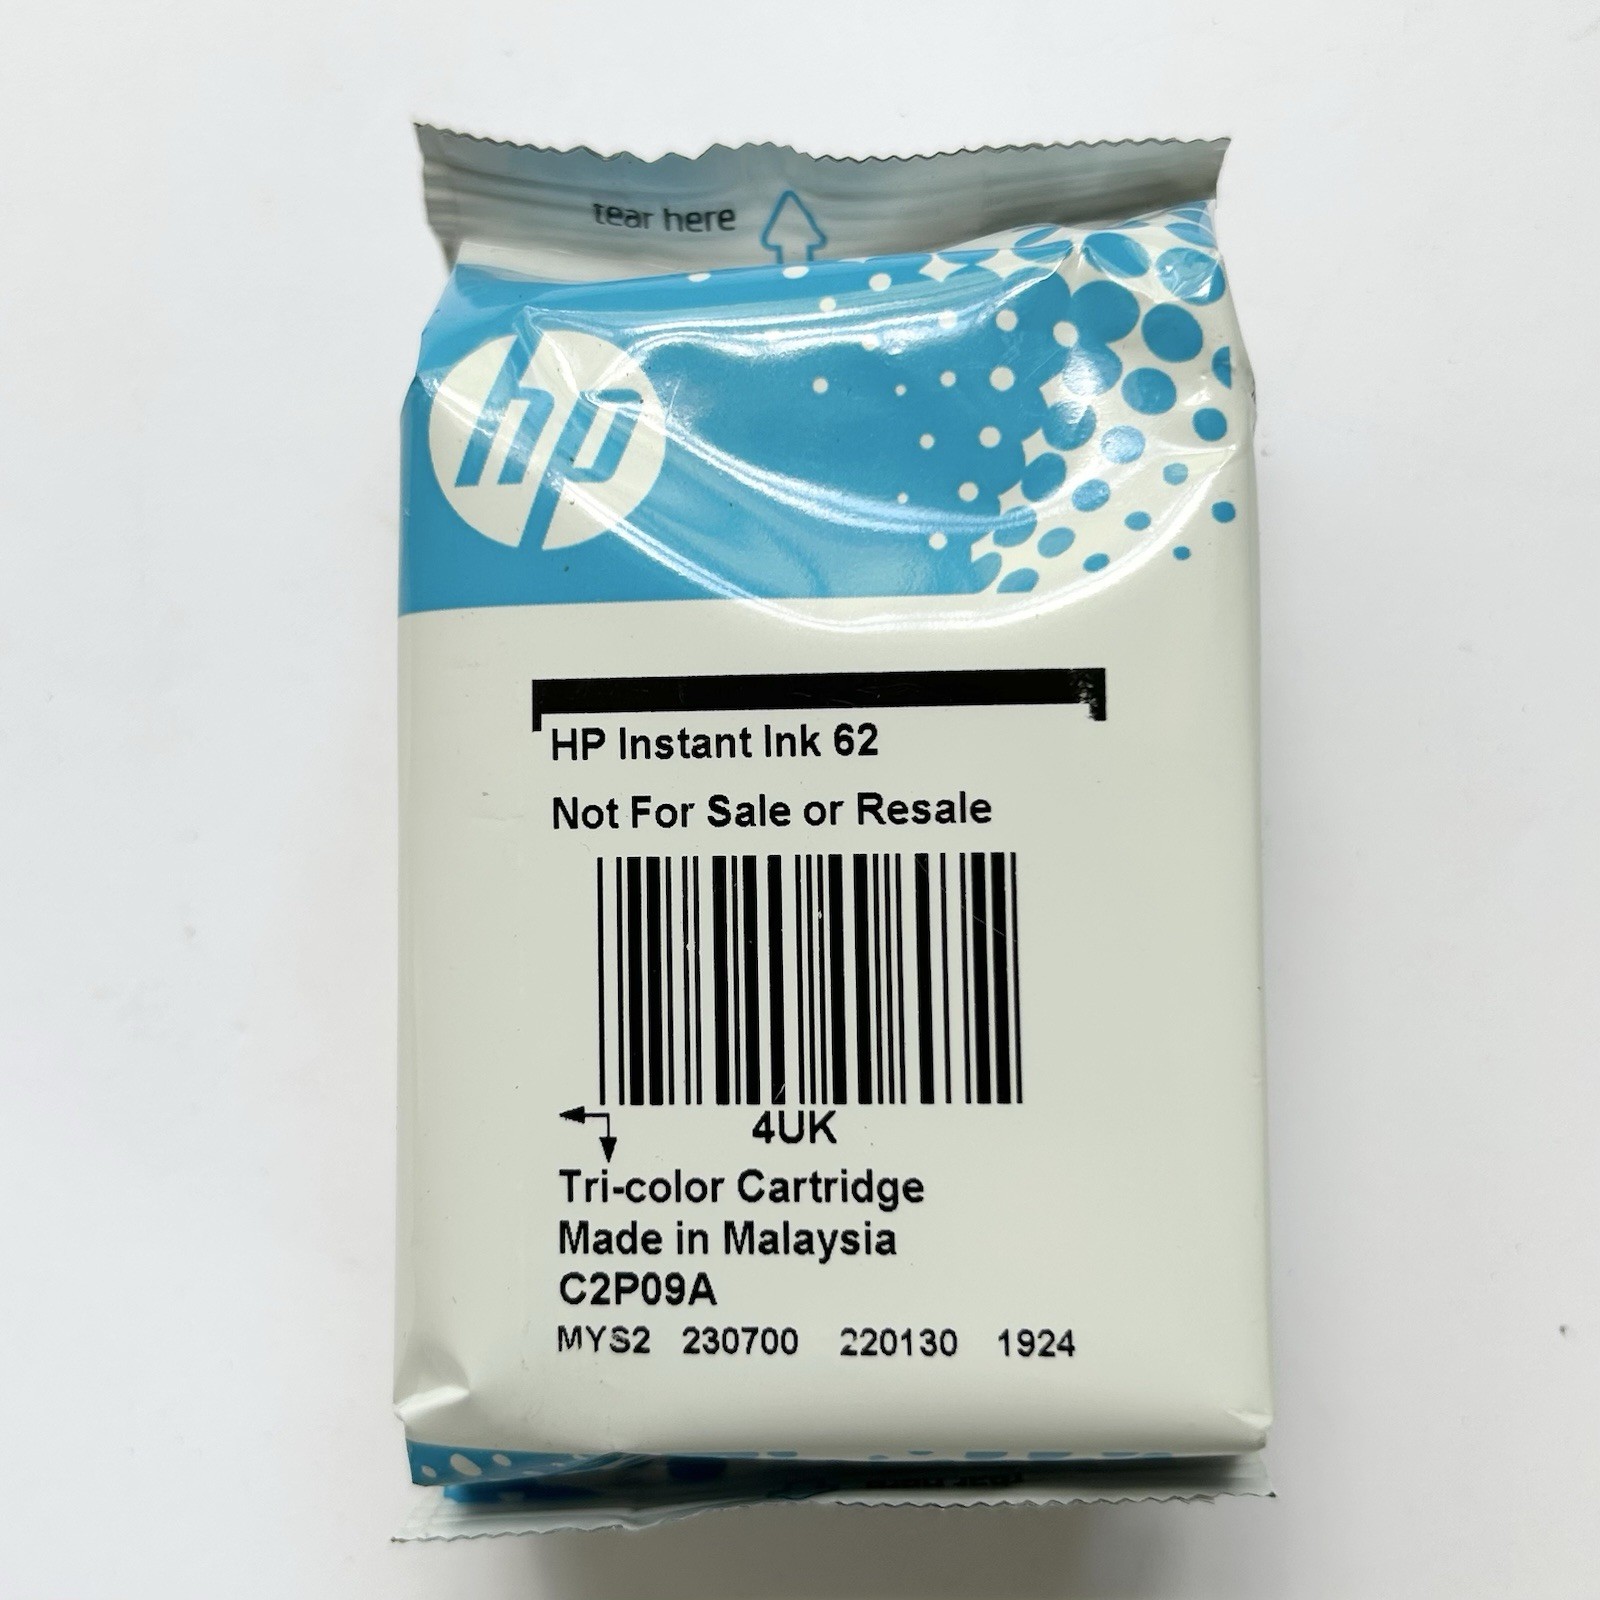 tear here
hp
HP Instant Ink 62
Not For Sale or Resale
4UK
Tri-color Cartridge
Made in Malaysia
C2P09A
MYS2 230700 220130 1924